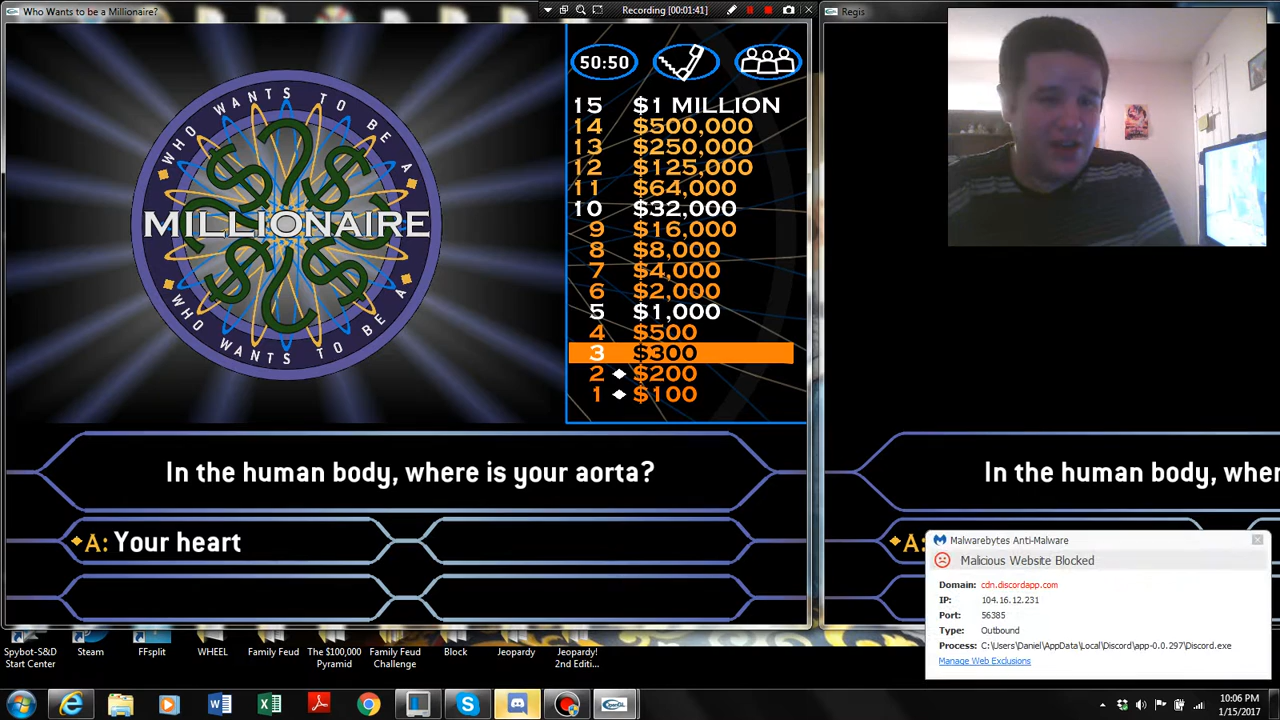 Who Wants to be a Millionaire?
Recording [00:01:41]
Regis
WHO WANTS TO BE A
MILLIONAIRE
WHO WANTS TO BE A
50:50
15 $1 MILLION
14 $500,000
13 $250,000
12 $125,000
11 $64,000
10 $32,000
9 $16,000
8 $8,000
7 $4,000
6 $2,000
5 $1,000
4 $500
3 $300
2 $200
1 $100
In the human body, where is your aorta?
A: Your heart
In the human body, wher
A:
Malwarebytes Anti-Malware
Malicious Website Blocked
Domain: cdn.discordapp.com
IP: 104.16.12.231
Port: 56385
Type: Outbound
Process: C:\Users\Daniel\AppData\Local\Discord\app-0.0.297\Discord.exe
Manage Web Exclusions
Spybot-S&D Start Center
Steam
FFsplit
WHEEL
Family Feud
The $100,000 Pyramid
Family Feud Challenge
Block
Jeopardy
Jeopardy! 2nd Editi...
10:06 PM
1/15/2017